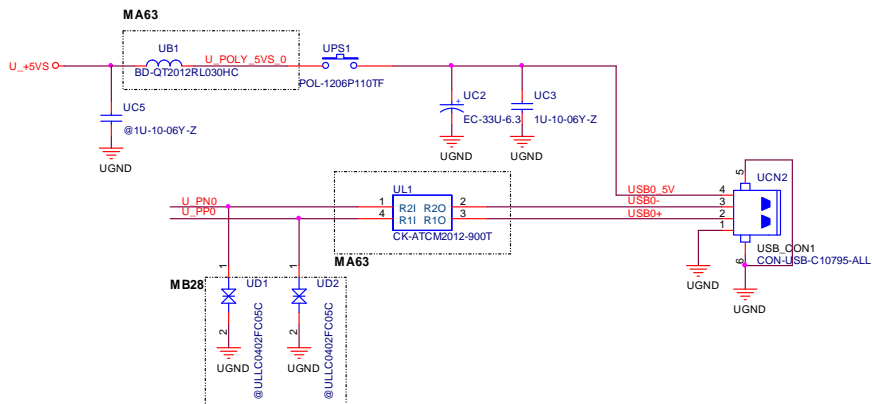 MA63
UB1
U_+5VS
U_POLY_5VS_0
UPS1
BD-QT2012RL030HC
POL-1206P110TF
UC5
@1U-10-06Y-Z
UGND
UC2
+
EC-33U-6.3
UGND
UC3
1U-10-06Y-Z
UGND
U_PN0
U_PP0
UL1
1
4
R2I R2O
R1I R1O
2
3
CK-ATCM2012-900T
MA63
USB0_5V
USB0-
USB0+
5
UCN2
4
3
2
1
6
USB_CON1
CON-USB-C10795-ALL
UGND
UGND
MB28
1
UD1
2
@ULLC0402FC05C
UGND
1
UD2
2
@ULLC0402FC05C
UGND